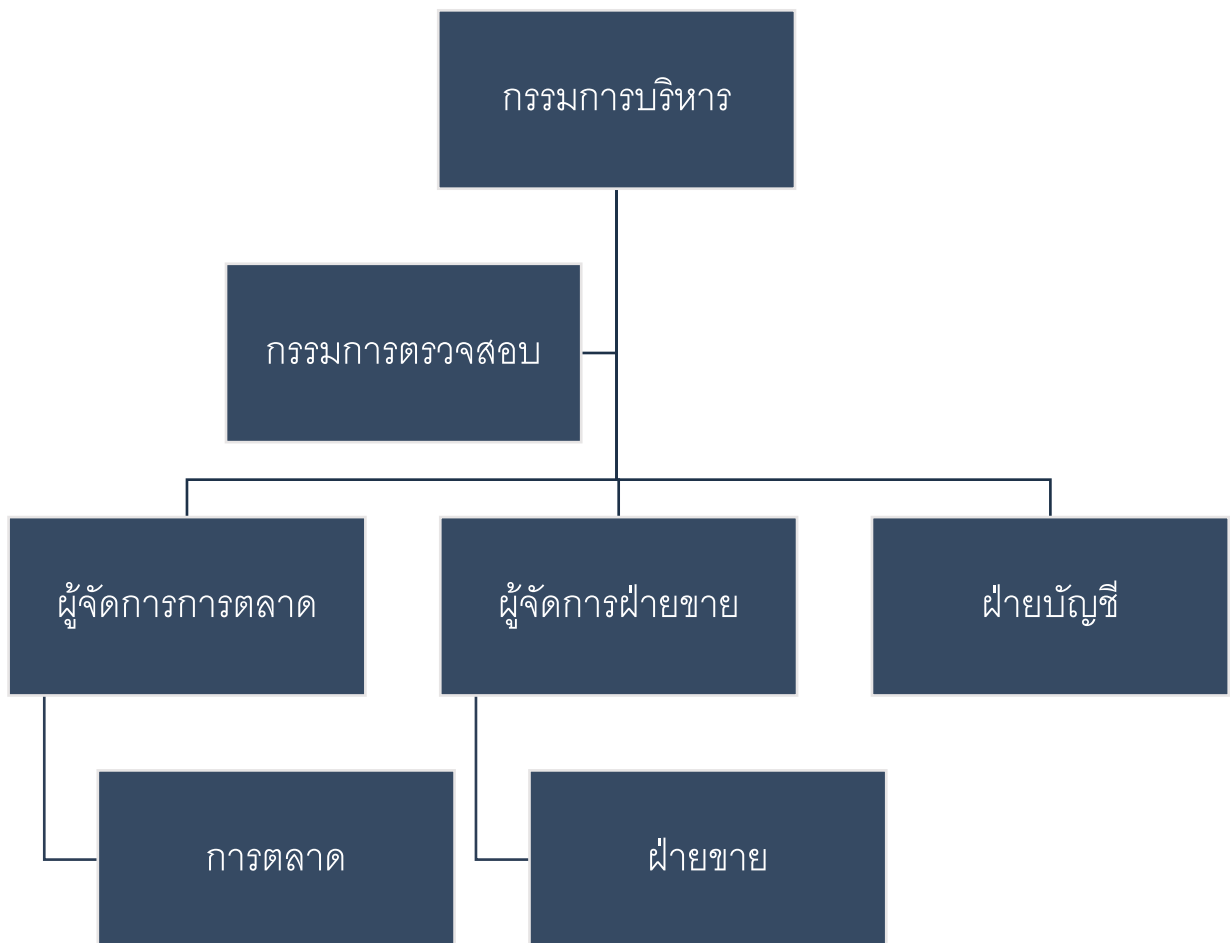 กรรมการบริหาร
กรรมการตรวจสอบ
ผู้จัดการการตลาด
ผู้จัดการฝ่ายขาย
ฝ่ายบัญชี
การตลาด
ฝ่ายขาย